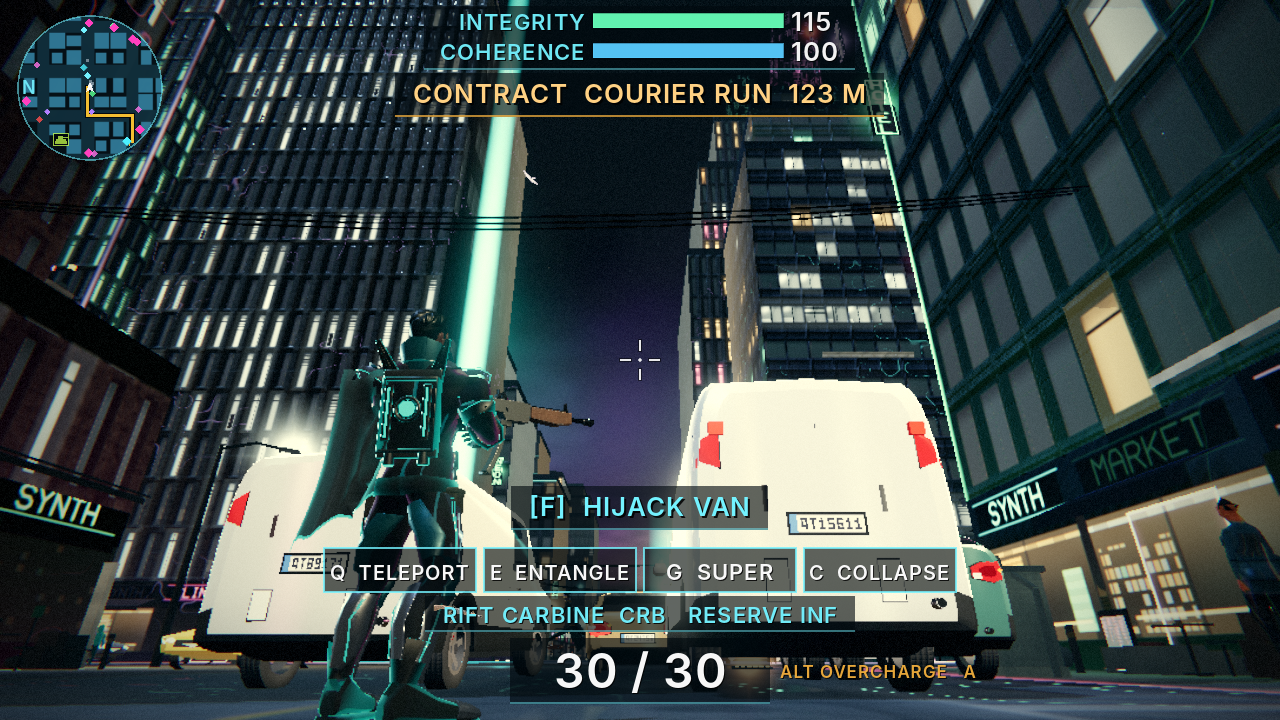 INTEGRITY 115
COHERENCE 100
CONTRACT COURIER RUN 123 M
N
SYNTH
MARKET
SYNTH
[F] HIJACK VAN
Q TELEPORT
E ENTANGLE
G SUPER
C COLLAPSE
RIFT CARBINE CRB RESERVE INF
30 / 30
ALT OVERCHARGE A